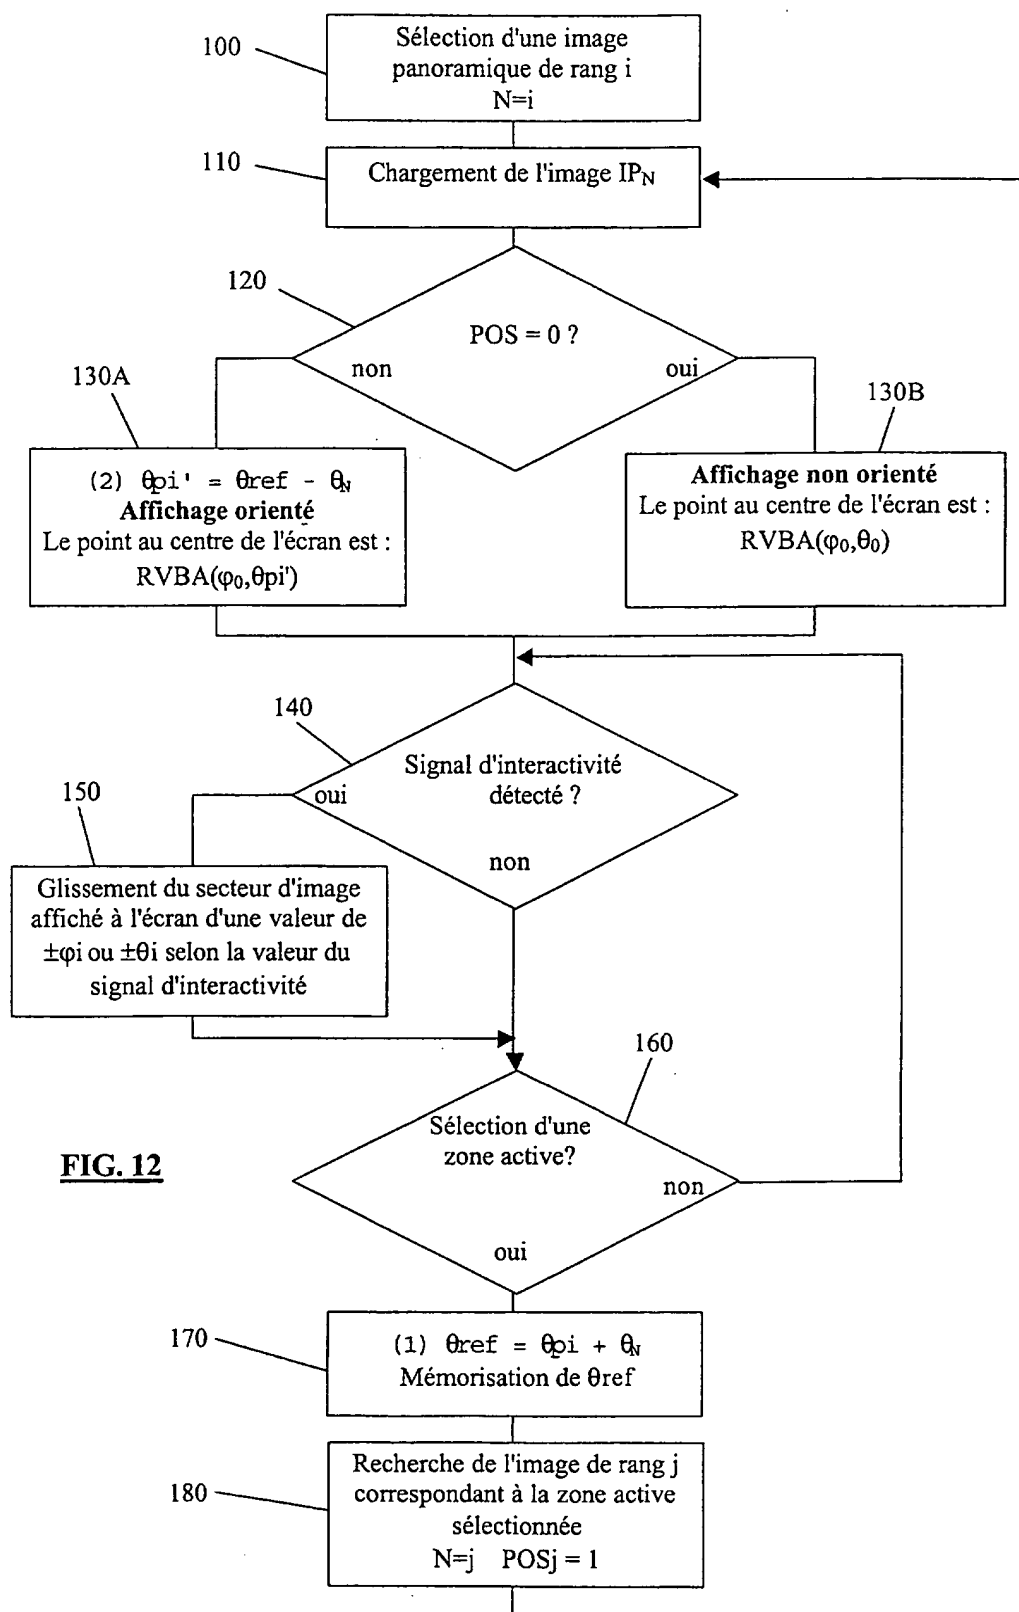 100
Sélection d'une image
panoramique de rang i
N=i
110
Chargement de l'image IPN
120
POS = 0 ?
non
oui
130A
130B
(2) θpi' = θref - θN
Affichage orienté
Le point au centre de l'écran est :
RVBA(φ0,θpi')
Affichage non orienté
Le point au centre de l'écran est :
RVBA(φ0,θ0)
140
Signal d'interactivité
détecté ?
oui
non
150
Glissement du secteur d'image
affiché à l'écran d'une valeur de
±φi ou ±θi selon la valeur du
signal d'interactivité
160
Sélection d'une
zone active?
non
oui
FIG. 12
170
(1) θref = θpi + θN
Mémorisation de θref
180
Recherche de l'image de rang j
correspondant à la zone active
sélectionnée
N=j POSj = 1